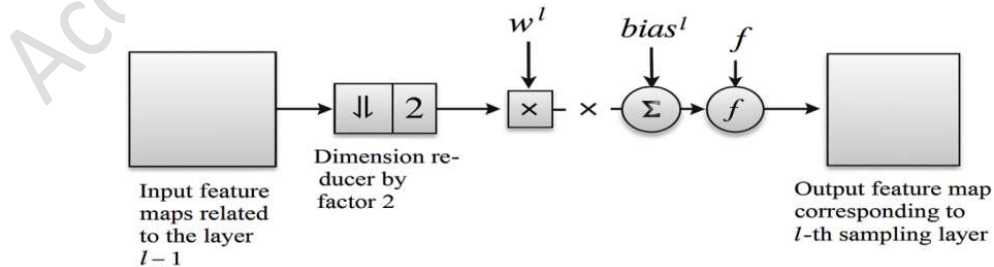 Acc
w^l
bias^l
f
⇓ 2
×
×
Σ
f
Input feature
maps related
to the layer
l – 1
Dimension re-
ducer by
factor 2
Output feature map
corresponding to
l-th sampling layer